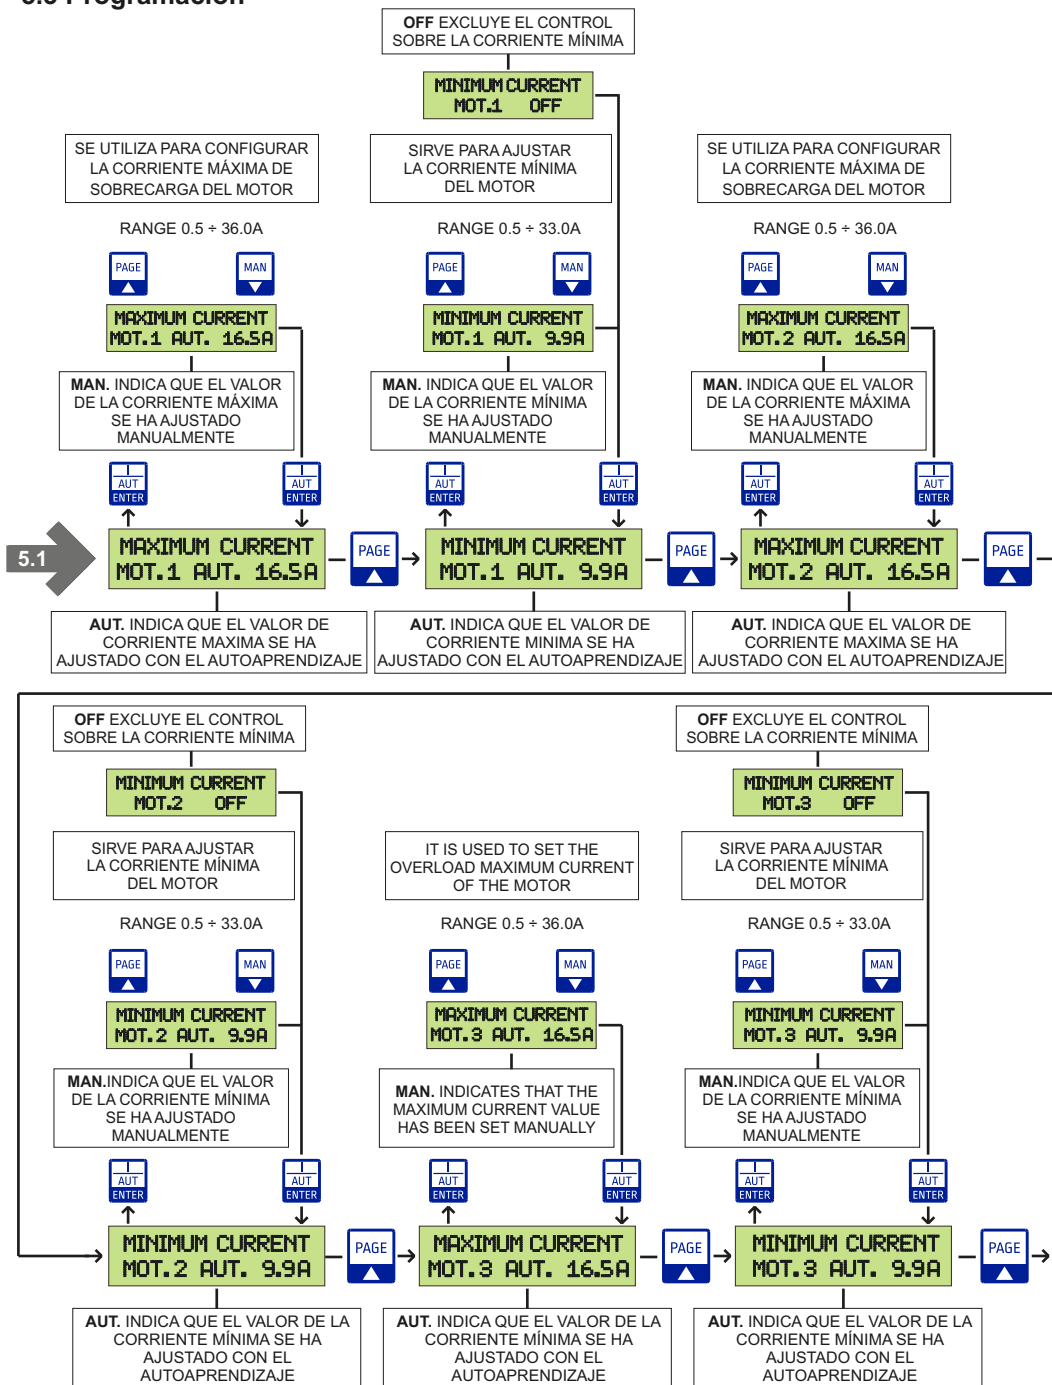 OFF EXCLUYE EL CONTROL
SOBRE LA CORRIENTE MÍNIMA
MINIMUM CURRENT
MOT.1 OFF
SE UTILIZA PARA CONFIGURAR
LA CORRIENTE MÁXIMA DE
SOBRECARGA DEL MOTOR
SIRVE PARA AJUSTAR
LA CORRIENTE MÍNIMA
DEL MOTOR
SE UTILIZA PARA CONFIGURAR
LA CORRIENTE MÁXIMA DE
SOBRECARGA DEL MOTOR
RANGE 0.5 ÷ 36.0A
RANGE 0.5 ÷ 33.0A
RANGE 0.5 ÷ 36.0A
PAGE
MAN
PAGE
MAN
PAGE
MAN
MAXIMUM CURRENT
MOT.1 AUT. 16.5A
MINIMUM CURRENT
MOT.1 AUT. 9.9A
MAXIMUM CURRENT
MOT.2 AUT. 16.5A
MAN. INDICA QUE EL VALOR
DE LA CORRIENTE MÁXIMA
SE HA AJUSTADO
MANUALMENTE
MAN. INDICA QUE EL VALOR
DE LA CORRIENTE MÍNIMA
SE HA AJUSTADO
MANUALMENTE
MAN. INDICA QUE EL VALOR
DE LA CORRIENTE MÁXIMA
SE HA AJUSTADO
MANUALMENTE
AUT
ENTER
AUT
ENTER
AUT
ENTER
AUT
ENTER
AUT
ENTER
AUT
ENTER
5.1
MAXIMUM CURRENT
MOT.1 AUT. 16.5A
PAGE
MINIMUM CURRENT
MOT.1 AUT. 9.9A
PAGE
MAXIMUM CURRENT
MOT.2 AUT. 16.5A
PAGE
AUT. INDICA QUE EL VALOR DE
CORRIENTE MAXIMA SE HA
AJUSTADO CON EL AUTOAPRENDIZAJE
AUT. INDICA QUE EL VALOR DE
CORRIENTE MINIMA SE HA
AJUSTADO CON EL AUTOAPRENDIZAJE
AUT. INDICA QUE EL VALOR DE
CORRIENTE MAXIMA SE HA
AJUSTADO CON EL AUTOAPRENDIZAJE
OFF EXCLUYE EL CONTROL
SOBRE LA CORRIENTE MÍNIMA
OFF EXCLUYE EL CONTROL
SOBRE LA CORRIENTE MÍNIMA
MINIMUM CURRENT
MOT.2 OFF
MINIMUM CURRENT
MOT.3 OFF
SIRVE PARA AJUSTAR
LA CORRIENTE MÍNIMA
DEL MOTOR
IT IS USED TO SET THE
OVERLOAD MAXIMUM CURRENT
OF THE MOTOR
SIRVE PARA AJUSTAR
LA CORRIENTE MÍNIMA
DEL MOTOR
RANGE 0.5 ÷ 33.0A
RANGE 0.5 ÷ 36.0A
RANGE 0.5 ÷ 33.0A
PAGE
MAN
PAGE
MAN
PAGE
MAN
MINIMUM CURRENT
MOT.2 AUT. 9.9A
MAXIMUM CURRENT
MOT.3 AUT. 16.5A
MINIMUM CURRENT
MOT.3 AUT. 9.9A
MAN.INDICA QUE EL VALOR
DE LA CORRIENTE MÍNIMA
SE HA AJUSTADO
MANUALMENTE
MAN. INDICATES THAT THE
MAXIMUM CURRENT VALUE
HAS BEEN SET MANUALLY
MAN.INDICA QUE EL VALOR
DE LA CORRIENTE MÍNIMA
SE HA AJUSTADO
MANUALMENTE
AUT
ENTER
AUT
ENTER
AUT
ENTER
AUT
ENTER
AUT
ENTER
AUT
ENTER
MINIMUM CURRENT
MOT.2 AUT. 9.9A
PAGE
MAXIMUM CURRENT
MOT.3 AUT. 16.5A
PAGE
MINIMUM CURRENT
MOT.3 AUT. 9.9A
PAGE
AUT. INDICA QUE EL VALOR DE LA
CORRIENTE MÍNIMA SE HA
AJUSTADO CON EL
AUTOAPRENDIZAJE
AUT. INDICA QUE EL VALOR DE LA
CORRIENTE MÍNIMA SE HA
AJUSTADO CON EL
AUTOAPRENDIZAJE
AUT. INDICA QUE EL VALOR DE LA
CORRIENTE MÍNIMA SE HA
AJUSTADO CON EL
AUTOAPRENDIZAJE